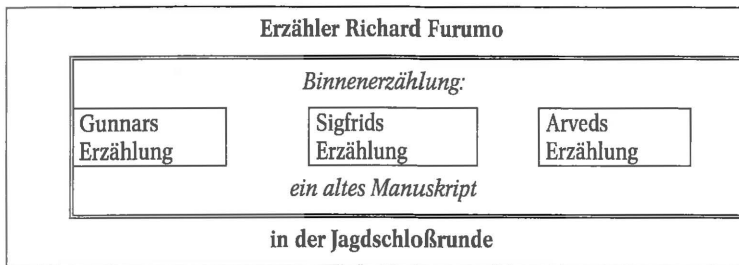 Erzähler Richard Furumo
Binnenerzählung:
Gunnars
Erzählung
Sigfrids
Erzählung
Arveds
Erzählung
ein altes Manuskript
in der Jagdschloßrunde